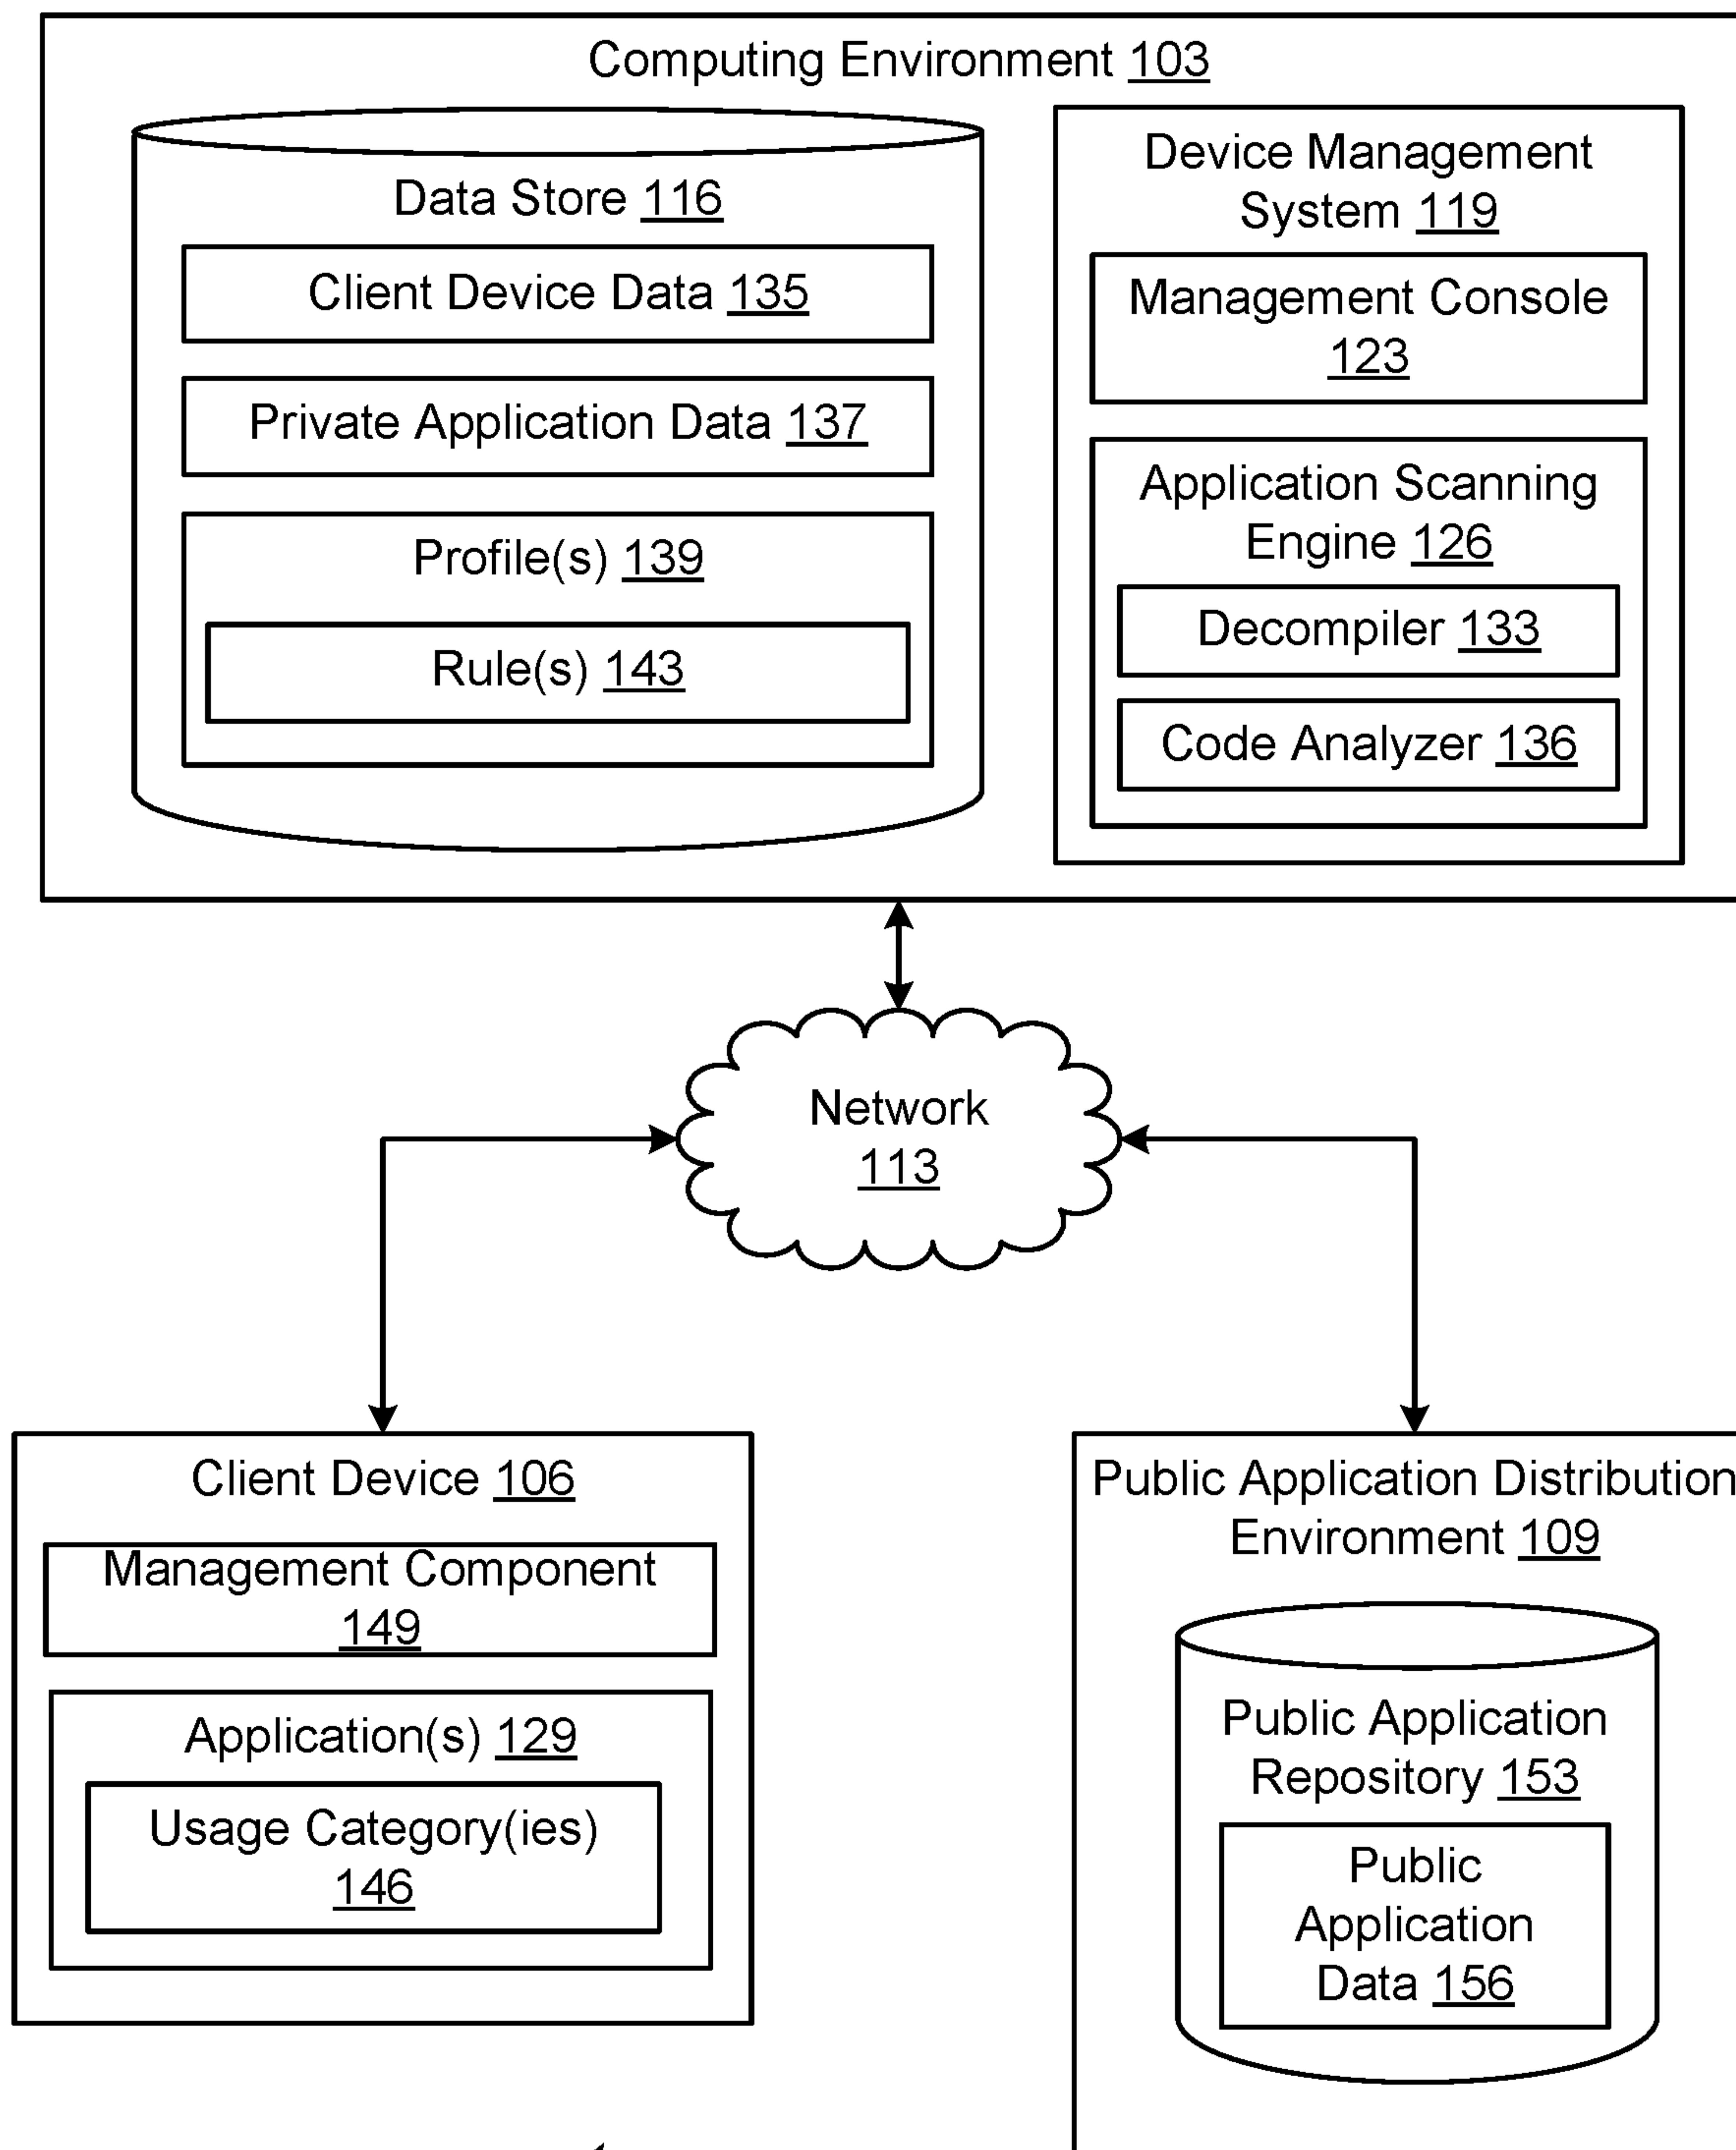 Computing Environment 103
Data Store 116
Client Device Data 135
Private Application Data 137
Profile(s) 139
Rule(s) 143
Device Management
System 119
Management Console
123
Application Scanning
Engine 126
Decompiler 133
Code Analyzer 136
Network
113
Client Device 106
Management Component
149
Application(s) 129
Usage Category(ies)
146
Public Application Distribution
Environment 109
Public Application
Repository 153
Public
Application
Data 156